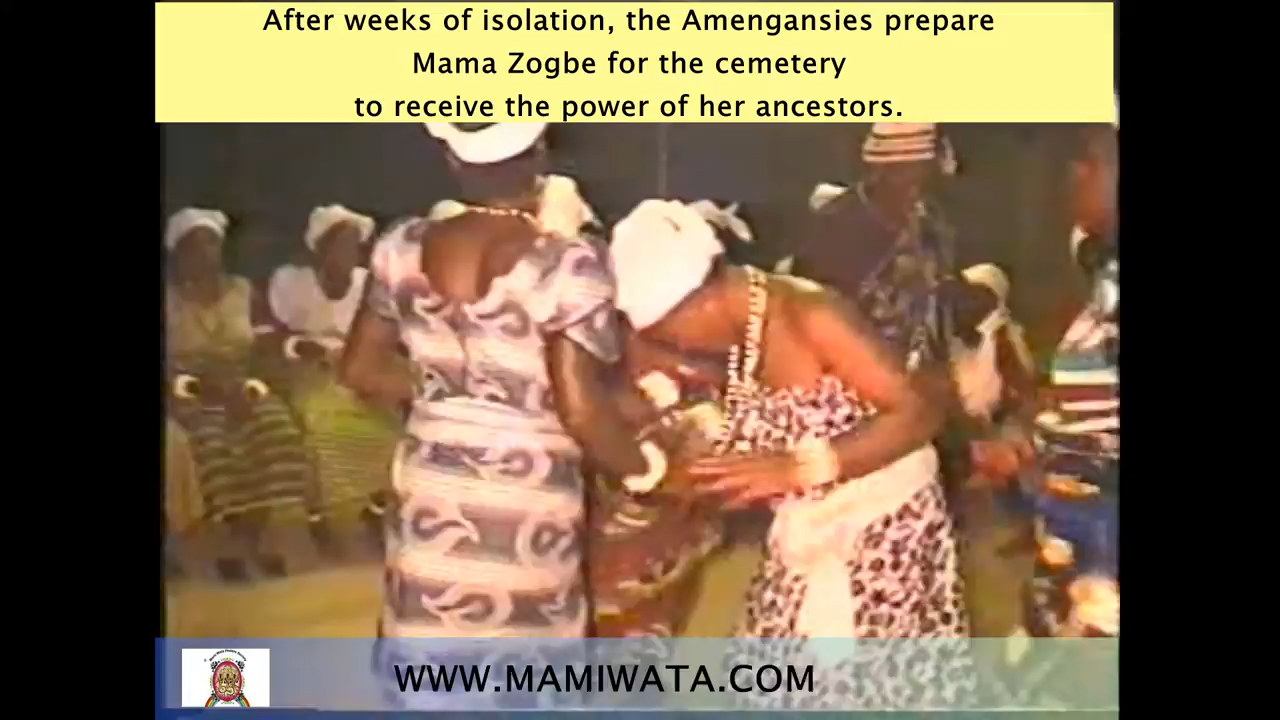 After weeks of isolation, the Amengansies prepare
Mama Zogbe for the cemetery
to receive the power of her ancestors.
WWW.MAMIWATA.COM